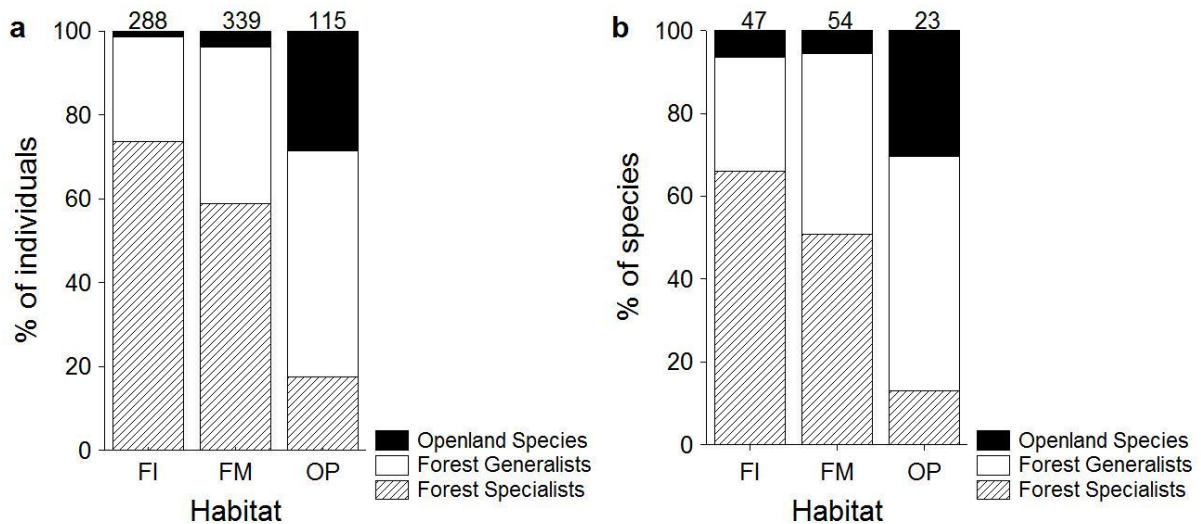 a
288 339 115
100
80
60
40
20
0
% of individuals
FI FM OP
Habitat
Openland Species
Forest Generalists
Forest Specialists
b
47 54 23
100
80
60
40
20
0
% of species
FI FM OP
Habitat
Openland Species
Forest Generalists
Forest Specialists